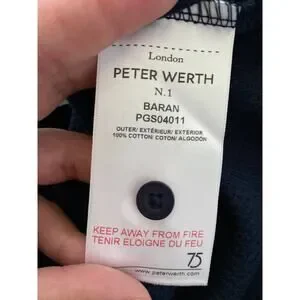 London
PETER WERTH
N.1
BARAN
PGS04011
OUTER/ EXTÉRIEUR/ EXTERIOR
100% COTTON/ COTON/ ALGODÓN
KEEP AWAY FROM FIRE
TENIR ELOIGNE DU FEU
75
www.peterwerth.com